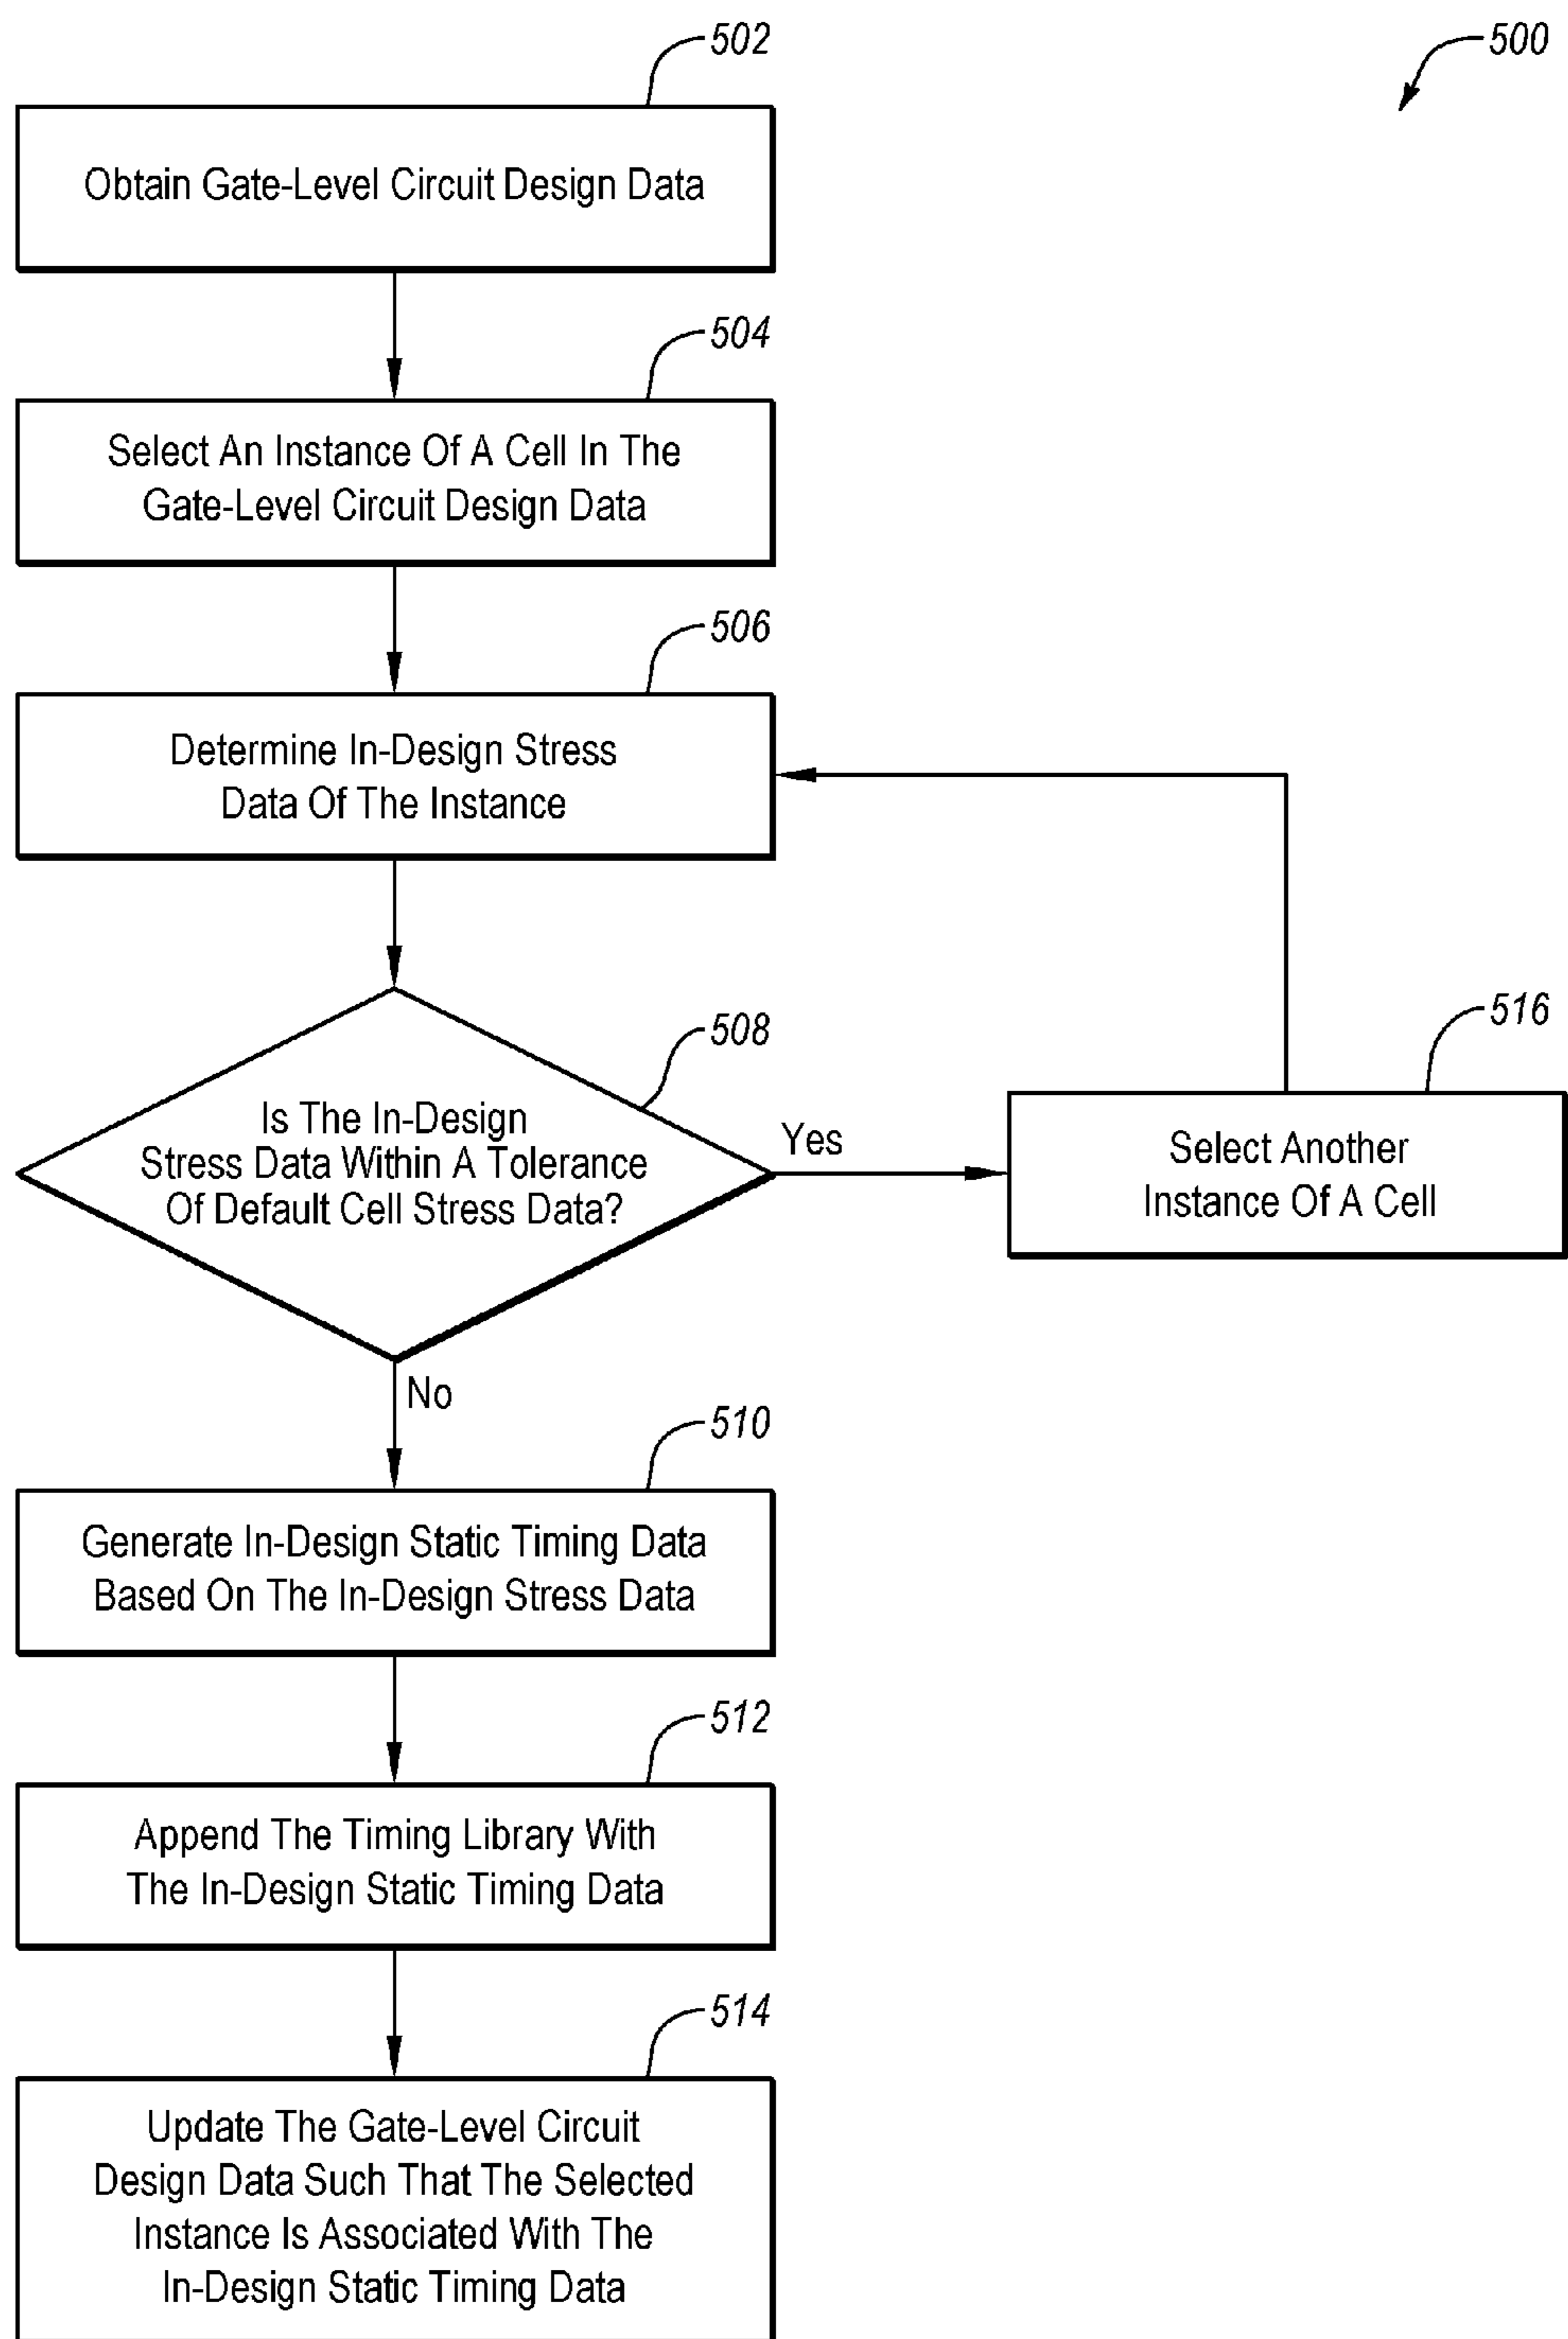 502
500
Obtain Gate-Level Circuit Design Data
504
Select An Instance Of A Cell In The
Gate-Level Circuit Design Data
506
Determine In-Design Stress
Data Of The Instance
508
Is The In-Design
Stress Data Within A Tolerance
Of Default Cell Stress Data?
Yes
516
Select Another
Instance Of A Cell
No
510
Generate In-Design Static Timing Data
Based On The In-Design Stress Data
512
Append The Timing Library With
The In-Design Static Timing Data
514
Update The Gate-Level Circuit
Design Data Such That The Selected
Instance Is Associated With The
In-Design Static Timing Data